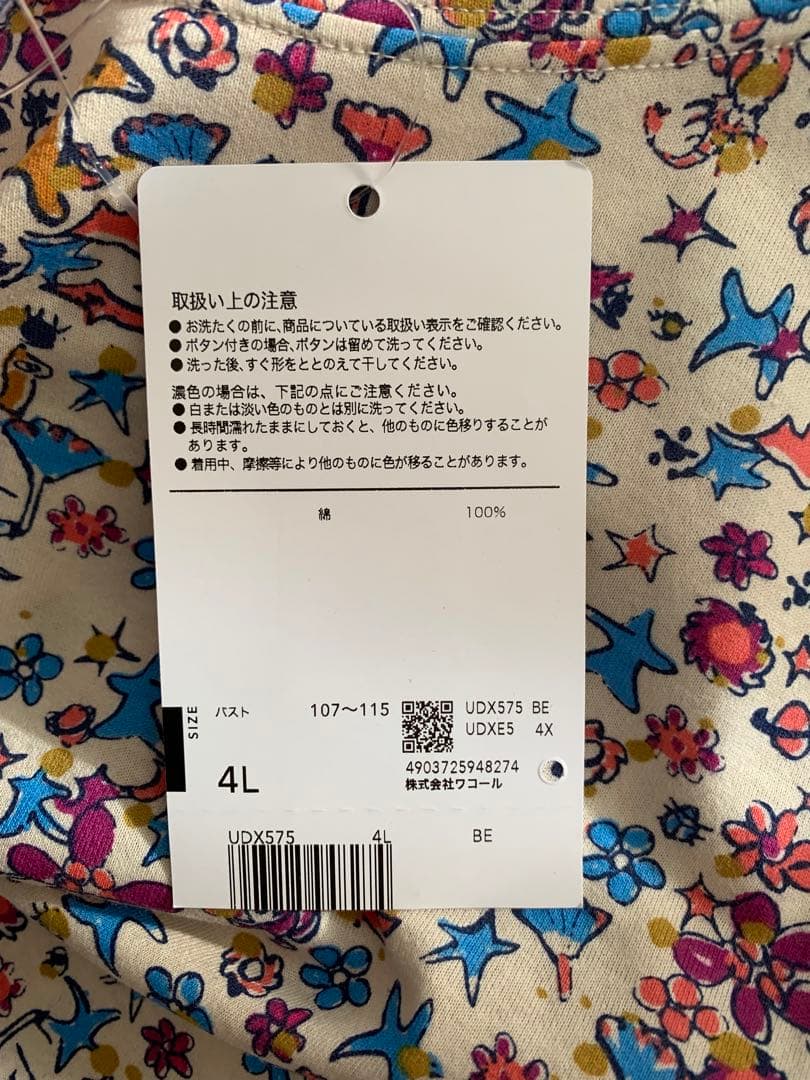 取扱い上の注意
●お洗たくの前に、商品についている取扱い表示をご確認ください。
●ボタン付きの場合、ボタンは留めて洗ってください。
●洗った後、すぐ形をととのえて干してください。
濃色の場合は、下記の点にご注意ください。
●白または淡い色のものとは別に洗ってください。
●長時間濡れたままにしておくと、他のものに色移りすることが
あります。
●着用中、摩擦等により他のものに色が移ることがあります。
綿 100%
SIZE
バスト 107〜115
4L
UDX575 BE
UDXE5 4X
4903725948274
株式会社ワコール
UDX575 4L BE